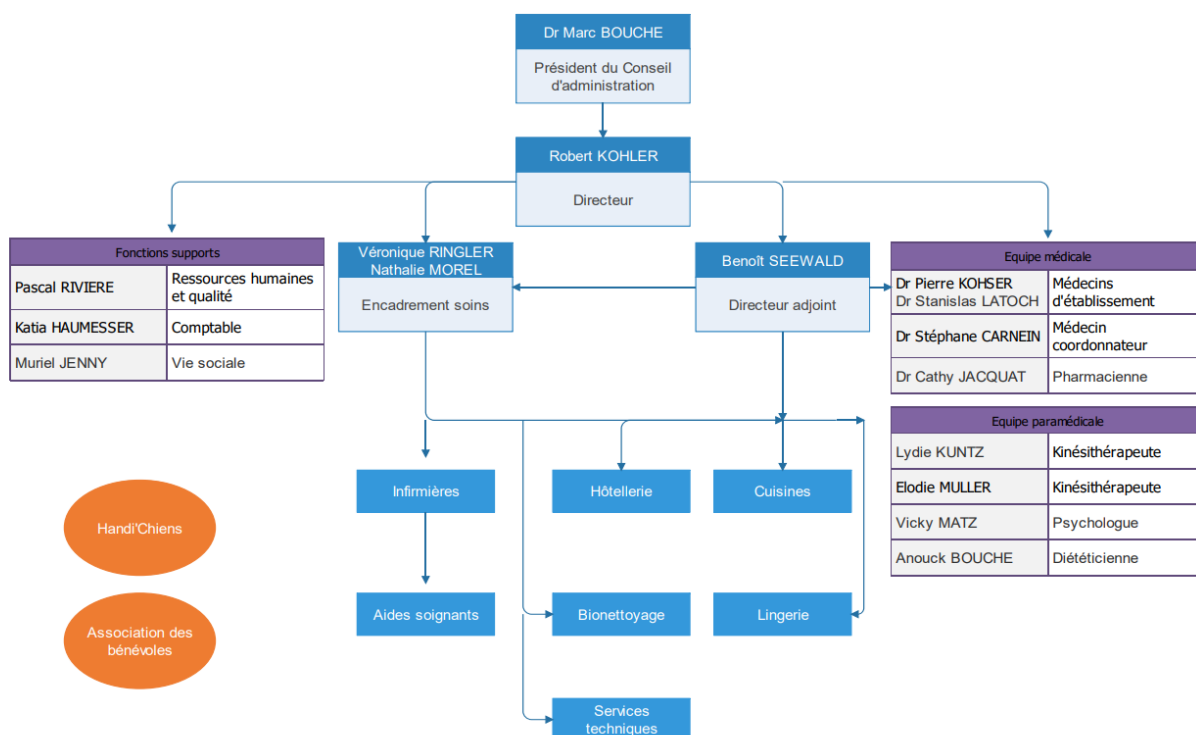 Dr Marc BOUCHE
Président du Conseil
d'administration
Robert KOHLER
Directeur
Fonctions supports
Pascal RIVIERE
Ressources humaines
et qualité
Katia HAUMESSER
Comptable
Muriel JENNY
Vie sociale
Véronique RINGLER
Nathalie MOREL
Encadrement soins
Benoît SEEWALD
Directeur adjoint
Equipe médicale
Dr Pierre KOHSER
Dr Stanislas LATOCH
Médecins
d'établissement
Dr Stéphane CARNEIN
Médecin
coordonnateur
Dr Cathy JACQUAT
Pharmacienne
Equipe paramédicale
Lydie KUNTZ
Kinésithérapeute
Elodie MULLER
Kinésithérapeute
Vicky MATZ
Psychologue
Anouck BOUCHE
Diététicienne
Infirmières
Hôtellerie
Cuisines
Handi'Chiens
Aides soignants
Bionettoyage
Lingerie
Association des
bénévoles
Services
techniques